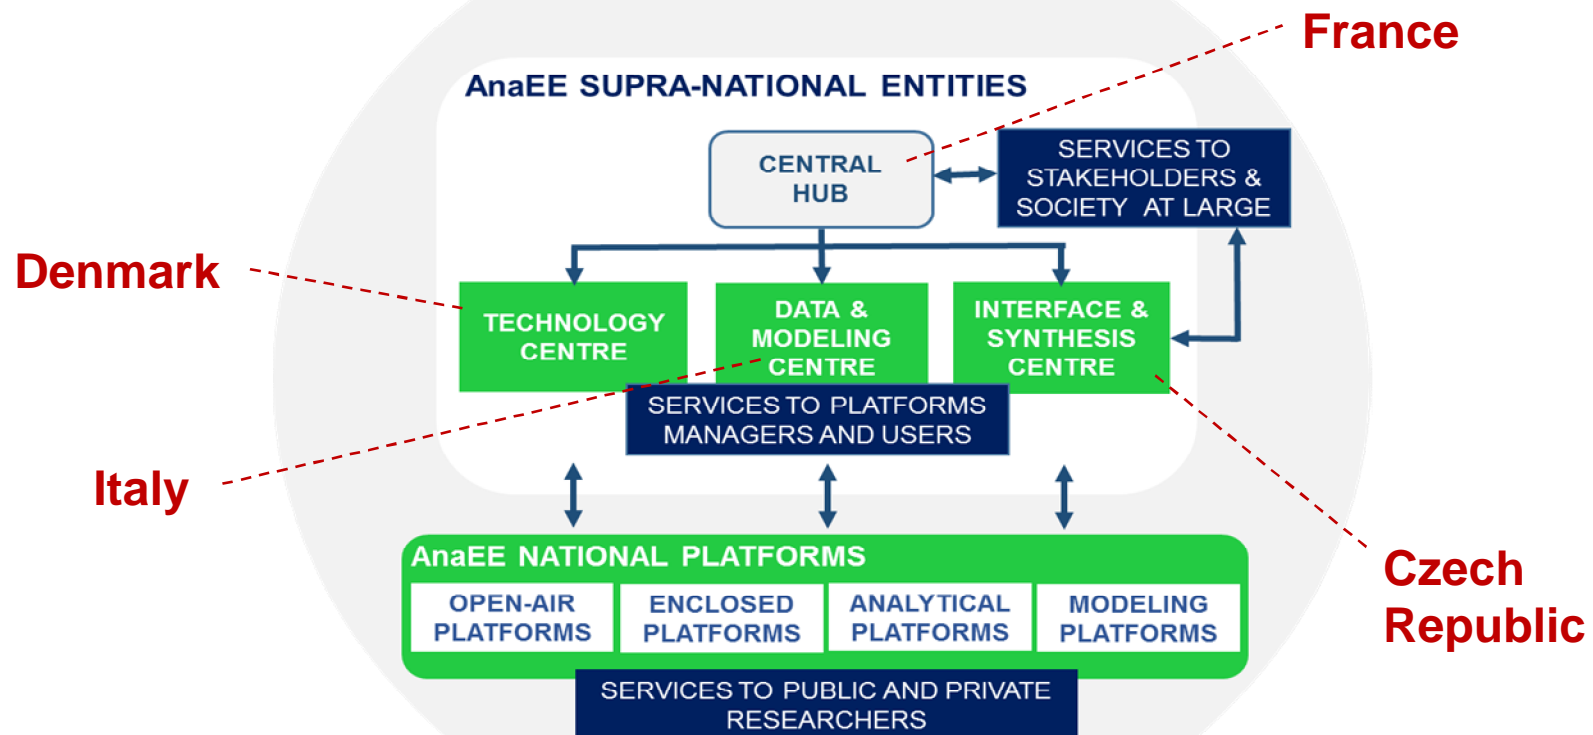 France
AnaEE SUPRA-NATIONAL ENTITIES
CENTRAL
HUB
SERVICES TO
STAKEHOLDERS &
SOCIETY AT LARGE
Denmark
TECHNOLOGY
CENTRE
DATA &
MODELING
CENTRE
INTERFACE &
SYNTHESIS
CENTRE
SERVICES TO PLATFORMS
MANAGERS AND USERS
Italy
AnaEE NATIONAL PLATFORMS
OPEN-AIR
PLATFORMS
ENCLOSED
PLATFORMS
ANALYTICAL
PLATFORMS
MODELING
PLATFORMS
Czech
Republic
SERVICES TO PUBLIC AND PRIVATE
RESEARCHERS